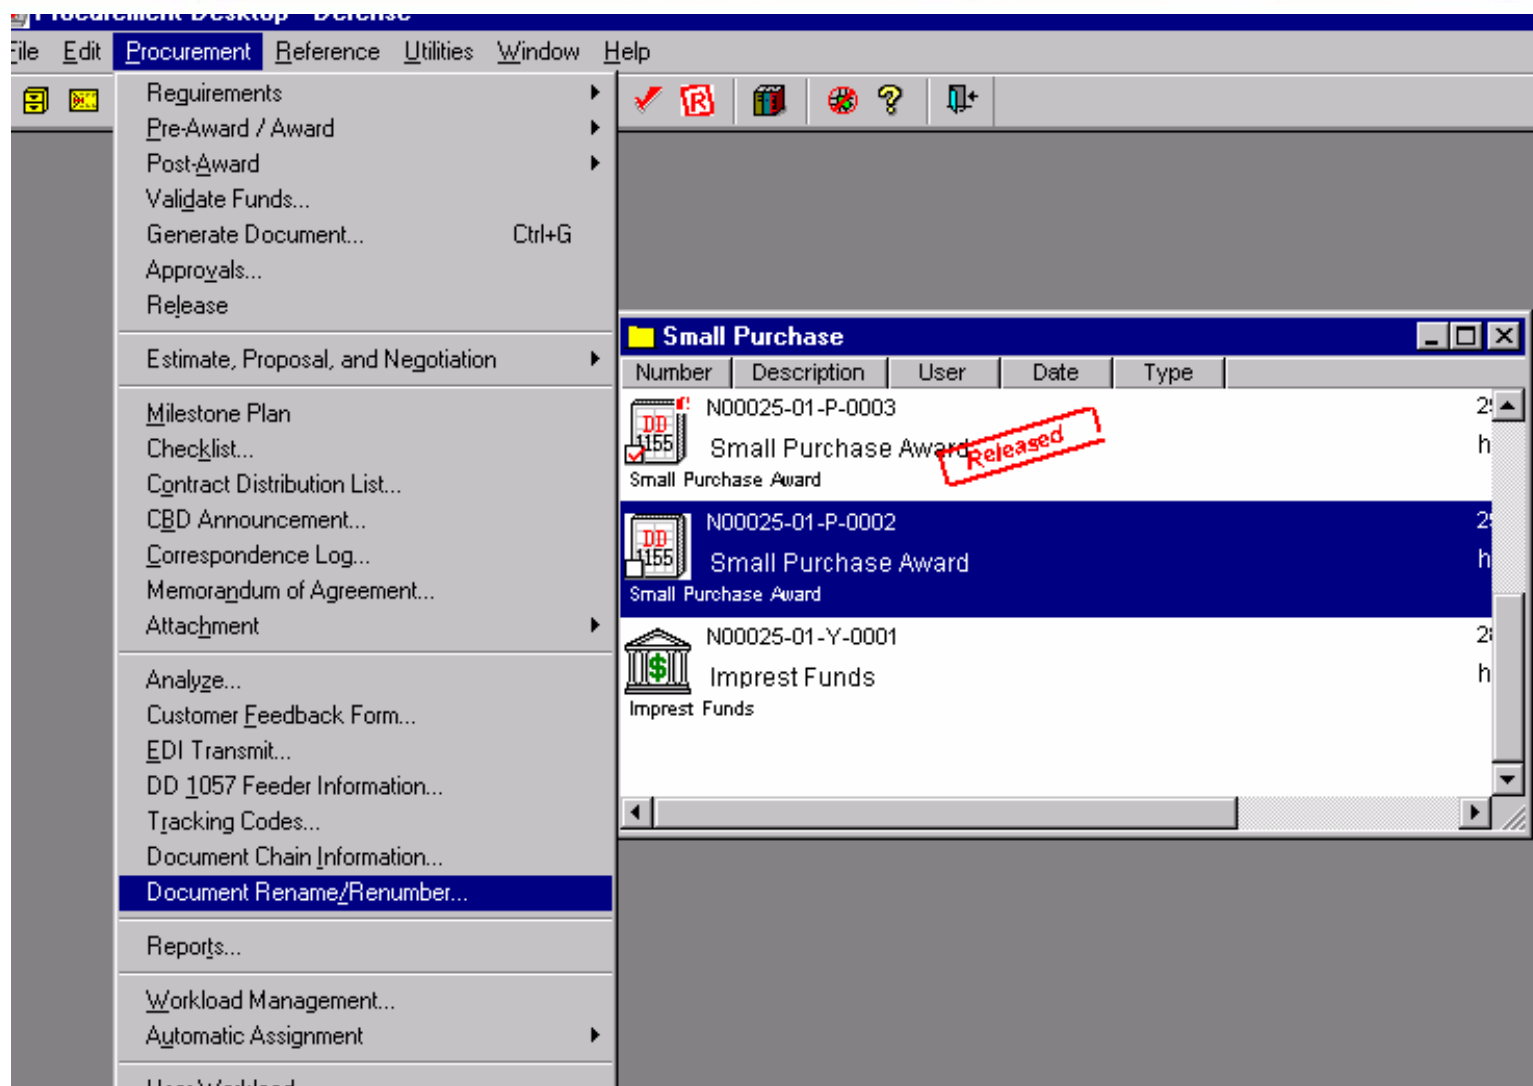 Procurement Desktop - Defense
File Edit Procurement Reference Utilities Window Help
Requirements
Pre-Award / Award
Post-Award
Validate Funds...
Generate Document... Ctrl+G
Approvals...
Release
Estimate, Proposal, and Negotiation
Milestone Plan
Checklist...
Contract Distribution List...
CBD Announcement...
Correspondence Log...
Memorandum of Agreement...
Attachment
Analyze...
Customer Feedback Form...
EDI Transmit...
DD 1057 Feeder Information...
Tracking Codes...
Document Chain Information...
Document Rename/Renumber...
Reports...
Workload Management...
Automatic Assignment
User Workload
R
?
Small Purchase
Number Description User Date Type
DD
1155
N00025-01-P-0003
Small Purchase Award
Released
h
Small Purchase Award
DD
1155
N00025-01-P-0002
Small Purchase Award
h
Small Purchase Award
$
N00025-01-Y-0001
Imprest Funds
h
Imprest Funds